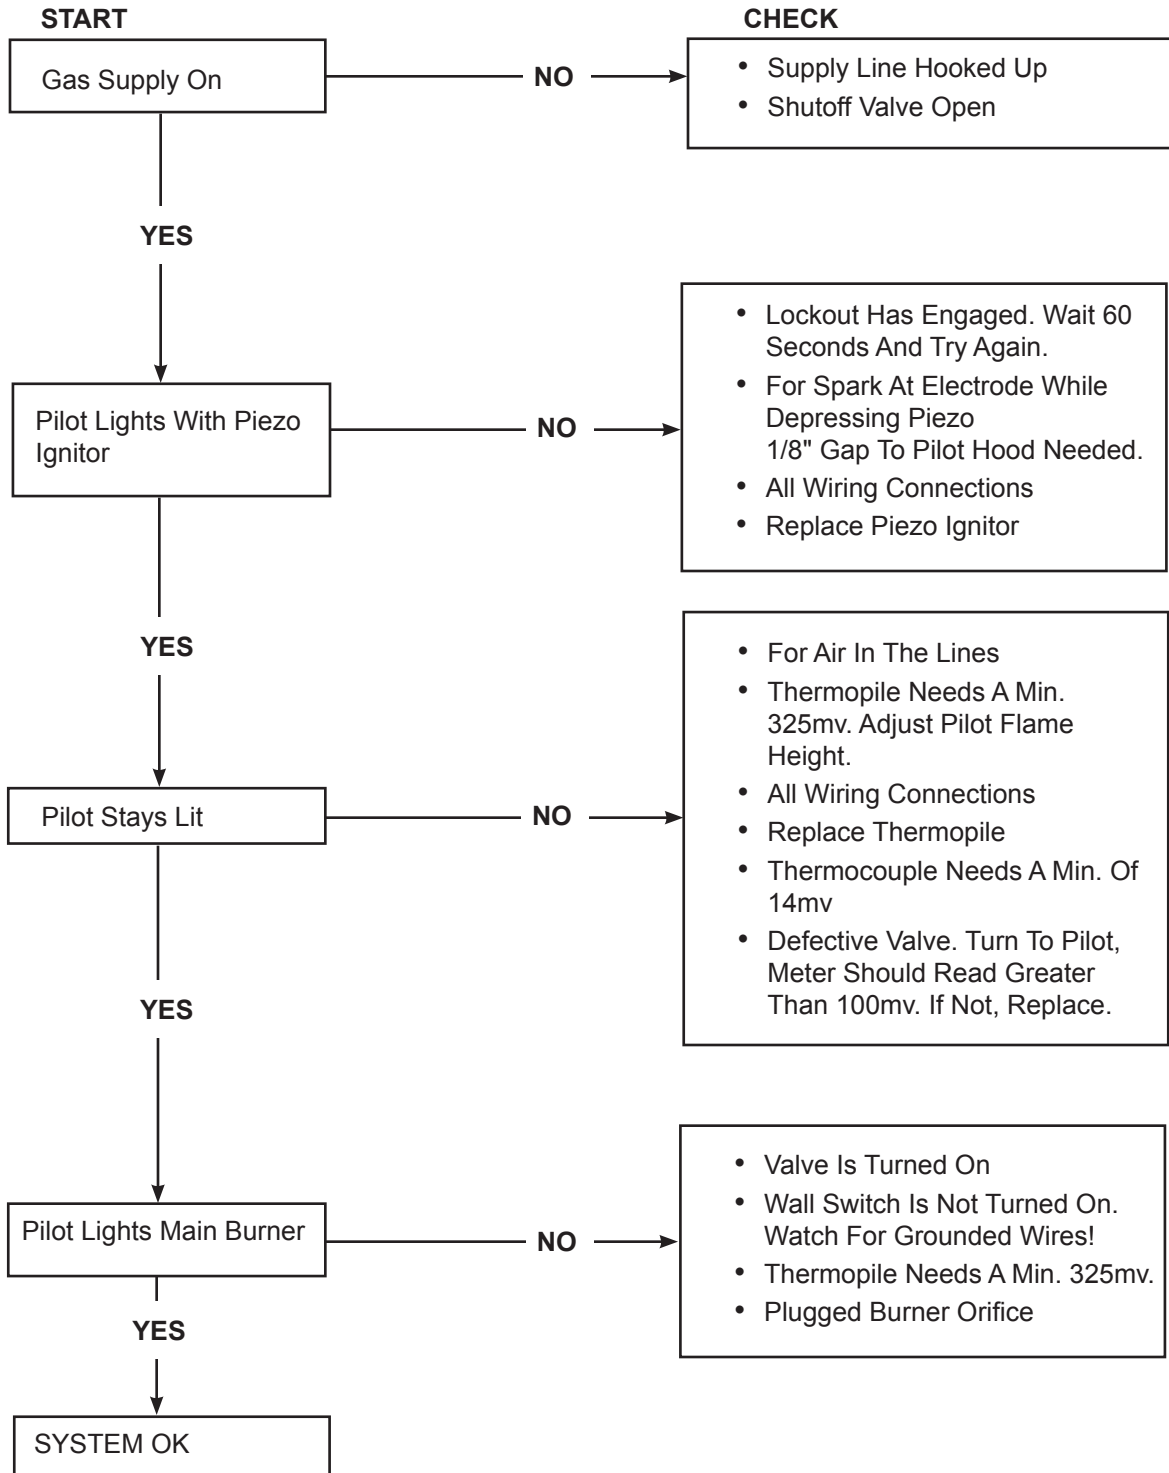 START
CHECK
Gas Supply On
NO
• Supply Line Hooked Up
• Shutoff Valve Open
YES
Pilot Lights With Piezo
Ignitor
NO
• Lockout Has Engaged. Wait 60
Seconds And Try Again.
• For Spark At Electrode While
Depressing Piezo
1/8" Gap To Pilot Hood Needed.
• All Wiring Connections
• Replace Piezo Ignitor
YES
Pilot Stays Lit
NO
• For Air In The Lines
• Thermopile Needs A Min.
325mv. Adjust Pilot Flame
Height.
• All Wiring Connections
• Replace Thermopile
• Thermocouple Needs A Min. Of
14mv
• Defective Valve. Turn To Pilot,
Meter Should Read Greater
Than 100mv. If Not, Replace.
YES
Pilot Lights Main Burner
NO
• Valve Is Turned On
• Wall Switch Is Not Turned On.
Watch For Grounded Wires!
• Thermopile Needs A Min. 325mv.
• Plugged Burner Orifice
YES
SYSTEM OK